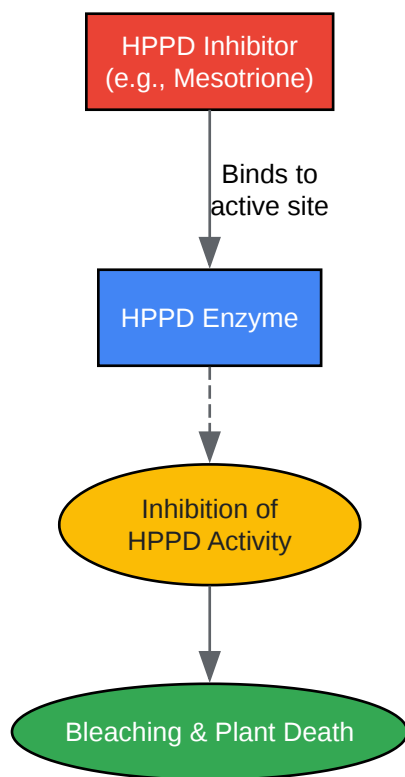 HPPD Inhibitor
(e.g., Mesotrione)
Binds to
active site
HPPD Enzyme
Inhibition of
HPPD Activity
Bleaching & Plant Death